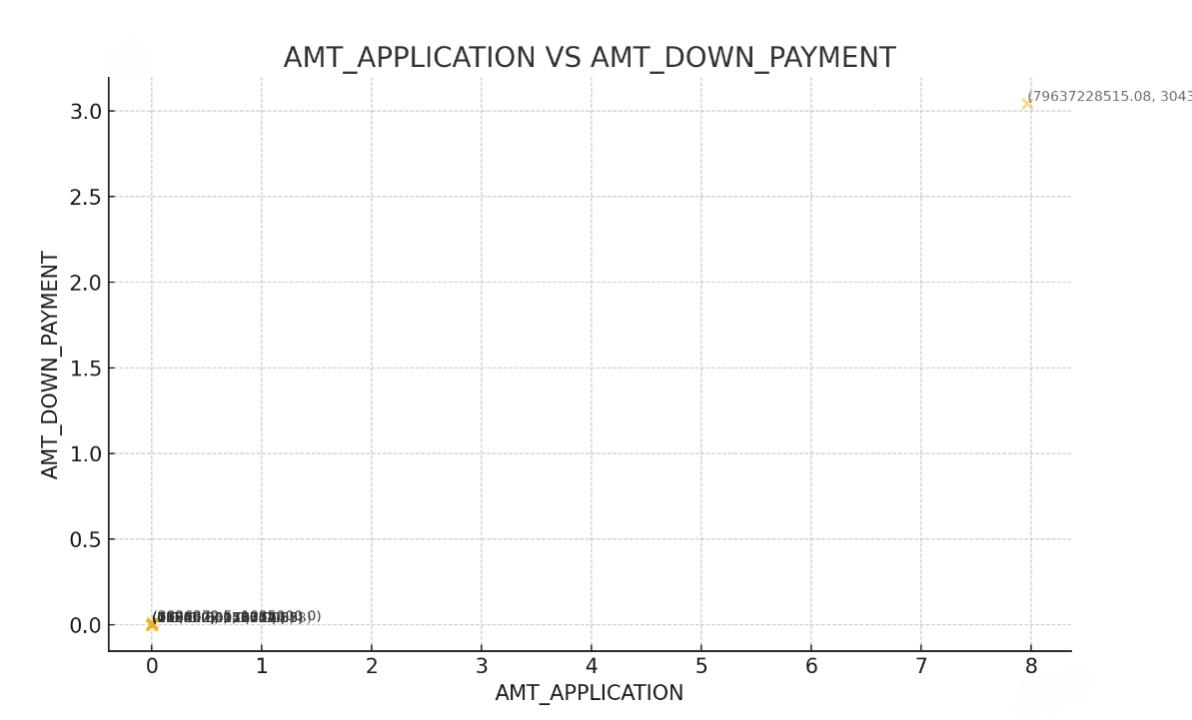 AMT_APPLICATION VS AMT_DOWN_PAYMENT
(79637228515.08, 3043
3.0
2.5
2.0
1.5
1.0
0.5
0.0
AMT_DOWN_PAYMENT
0 1 2 3 4 5 6 7 8
AMT_APPLICATION